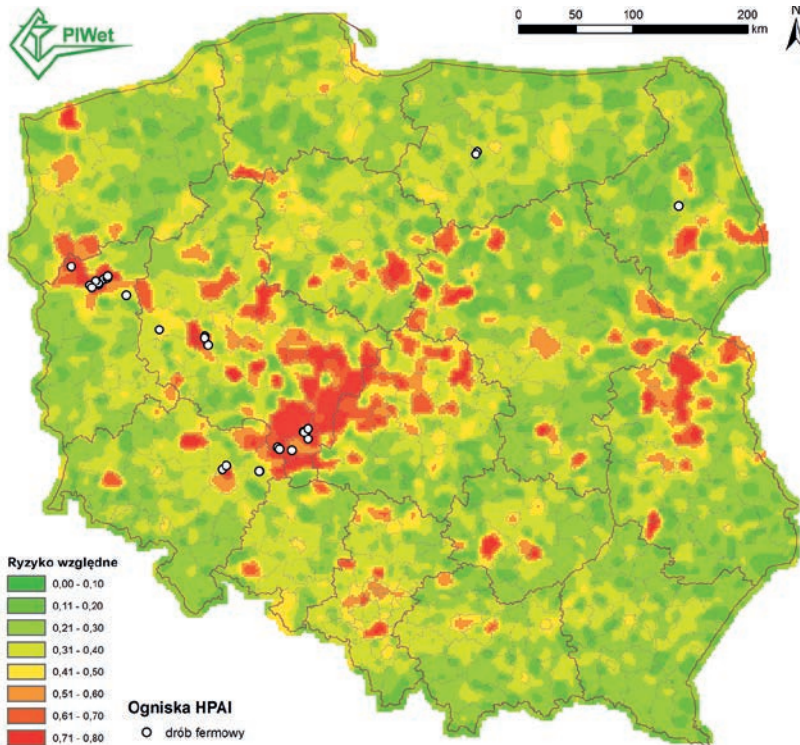 PIWet
0 50 100 200
km
N
Ryzyko względne
0,00 - 0,10
0,11 - 0,20
0,21 - 0,30
0,31 - 0,40
0,41 - 0,50
0,51 - 0,60
0,61 - 0,70
0,71 - 0,80
Ogniska HPAI
drób fermowy